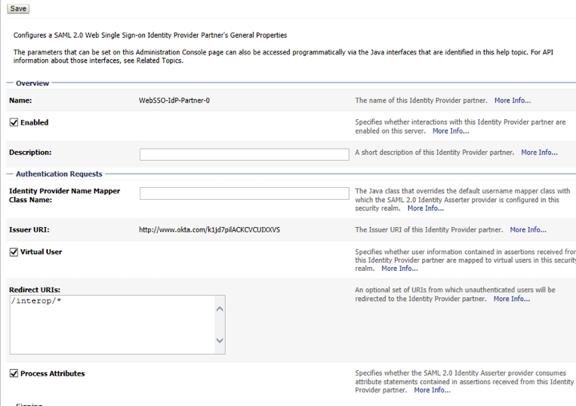 Save
Configures a SAML 2.0 Web Single Sign-on Identity Provider Partner's General Properties
The parameters that can be set on this Administration Console page can also be accessed programmatically via the Java interfaces that are identified in this help topic. For API
information about those interfaces, see Related Topics.
Overview
Name:
WebSSO-IdP-Partner-0
The name of this Identity Provider partner. More Info...
Enabled
Specifies whether interactions with this Identity Provider partner are
enabled on this server. More Info...
Description:
A short description of this Identity Provider partner. More Info...
Authentication Requests
Identity Provider Name Mapper
Class Name:
The Java class that overrides the default username mapper class with
which the SAML 2.0 Identity Asserter provider is configured in this
security realm. More Info...
Issuer URI:
The Issuer URI of this Identity Provider partner. More Info...
Virtual User
Specifies whether user information contained in assertions received from
this Identity Provider partner are mapped to virtual users in this security
realm. More Info...
Redirect URIs:
/interop/*
An optional set of URIs from which unauthenticated users will be
redirected to the Identity Provider partner. More Info...
Process Attributes
Specifies whether the SAML 2.0 Identity Asserter provider consumes
attribute statements contained in assertions received from this Identity
Provider partner. More Info...